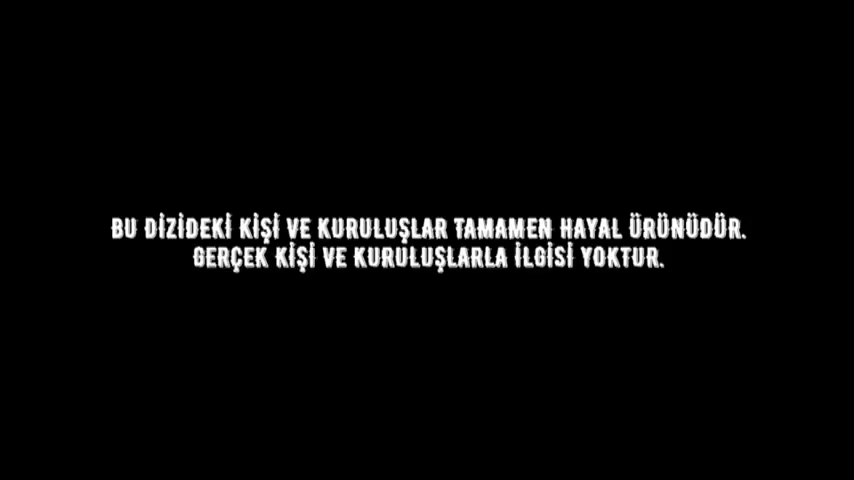 BU DİZİDEKİ KİŞİ VE KURULUŞLAR TAMAMEN HAYAL ÜRÜNÜDÜR.
GERÇEK KİŞİ VE KURULUŞLARLA İLGİSİ YOKTUR.